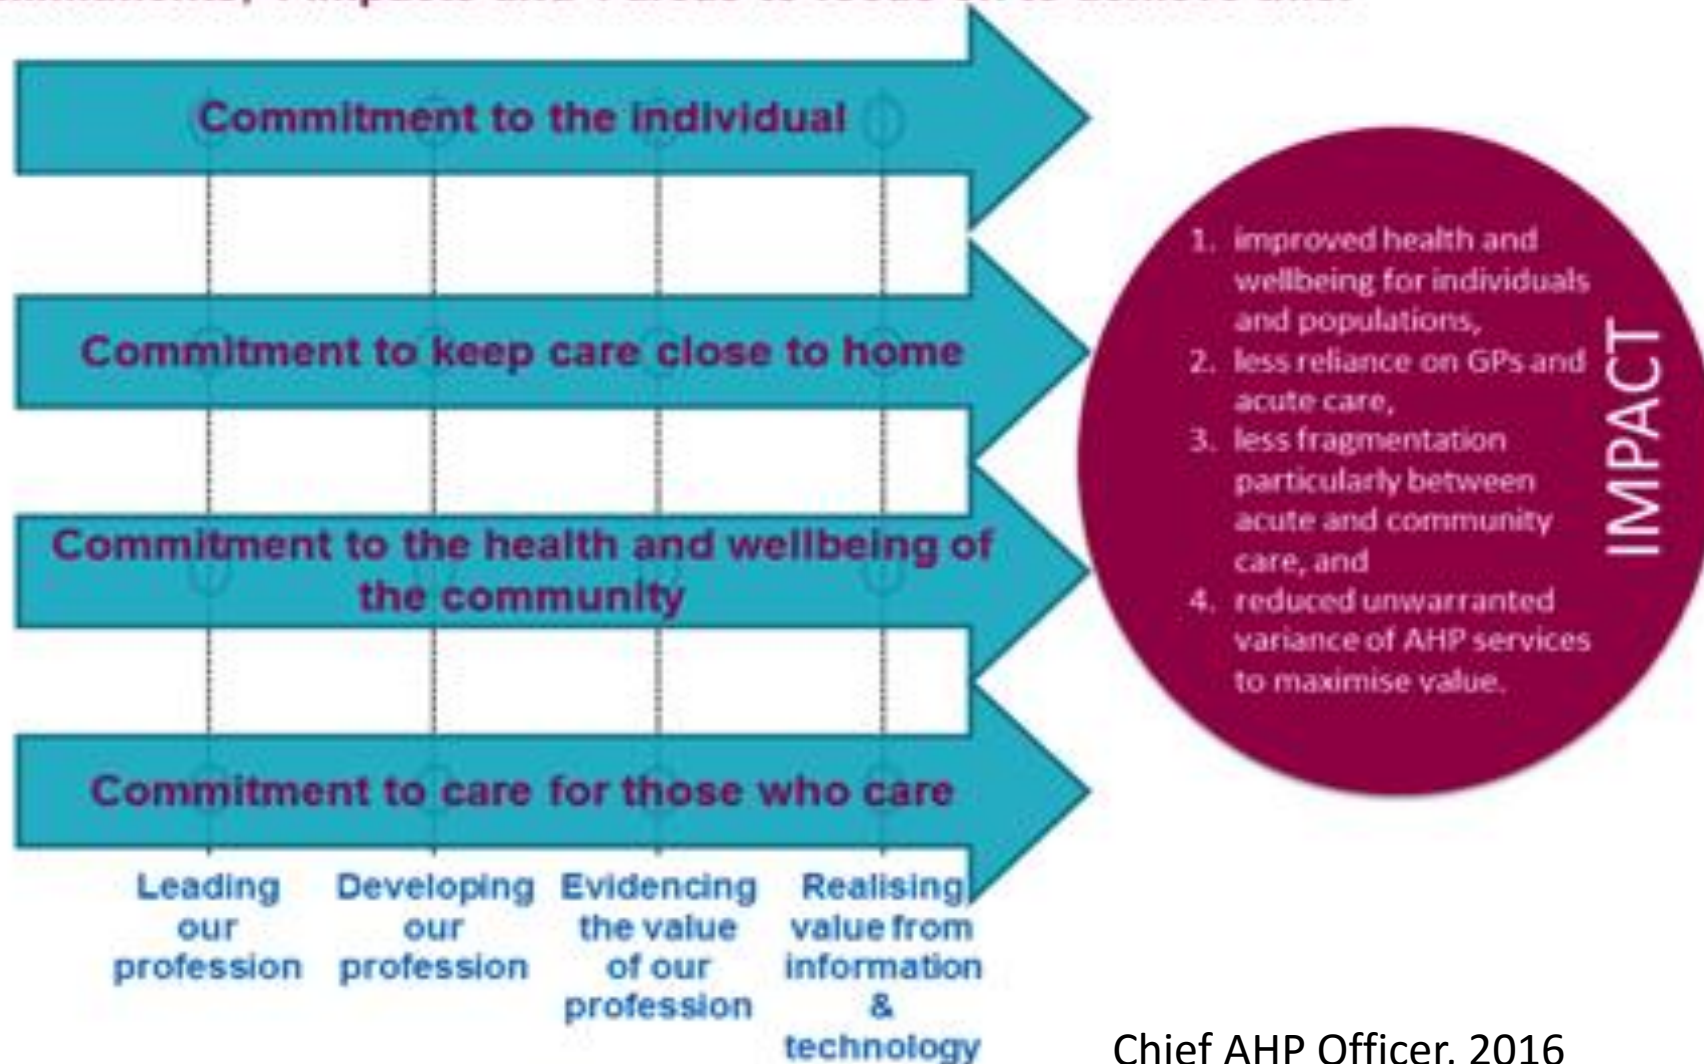 Commitment to the individual
Commitment to keep care close to home
Commitment to the health and wellbeing of
the community
Commitment to care for those who care
Leading
our
profession
Developing
our
profession
Evidencing
the value
of our
profession
Realising
value from
information
&
technology
1. improved health and
wellbeing for individuals
and populations,
2. less reliance on GPs and
acute care,
3. less fragmentation
particularly between
acute and community
care, and
4. reduced unwarranted
variance of AHP services
to maximise value.
IMPACT
Chief AHP Officer, 2016